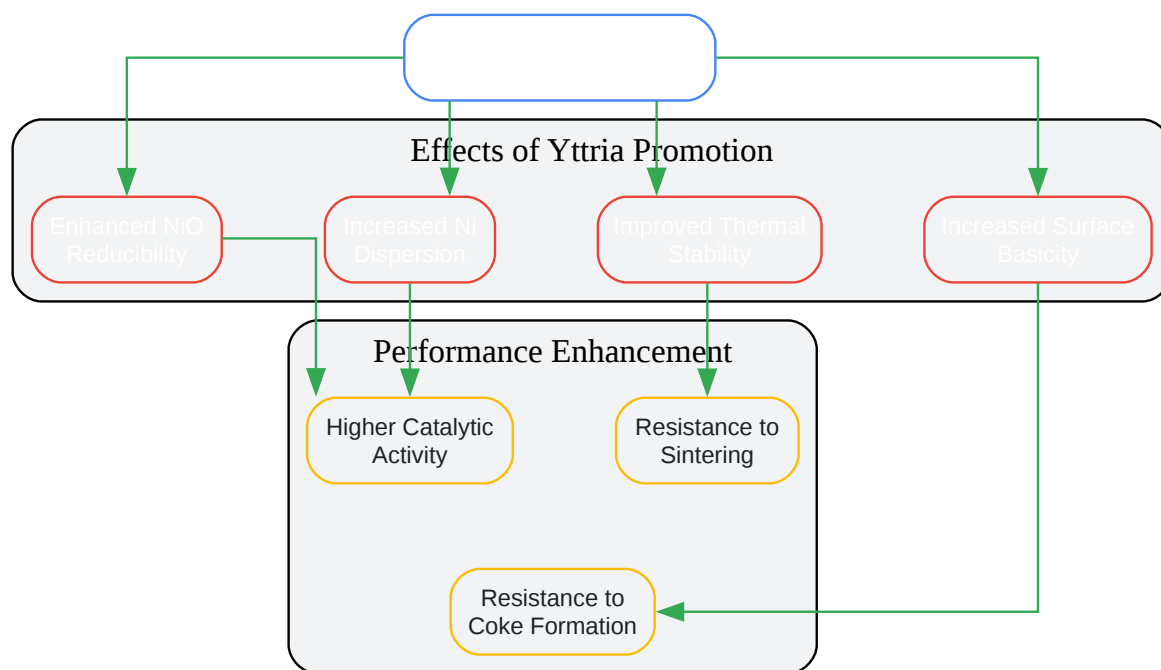 Effects of Yttria Promotion
Enhanced NiO
Reducibility
Increased Ni
Dispersion
Improved Thermal
Stability
Increased Surface
Basicity
Performance Enhancement
Higher Catalytic
Activity
Resistance to
Sintering
Resistance to
Coke Formation